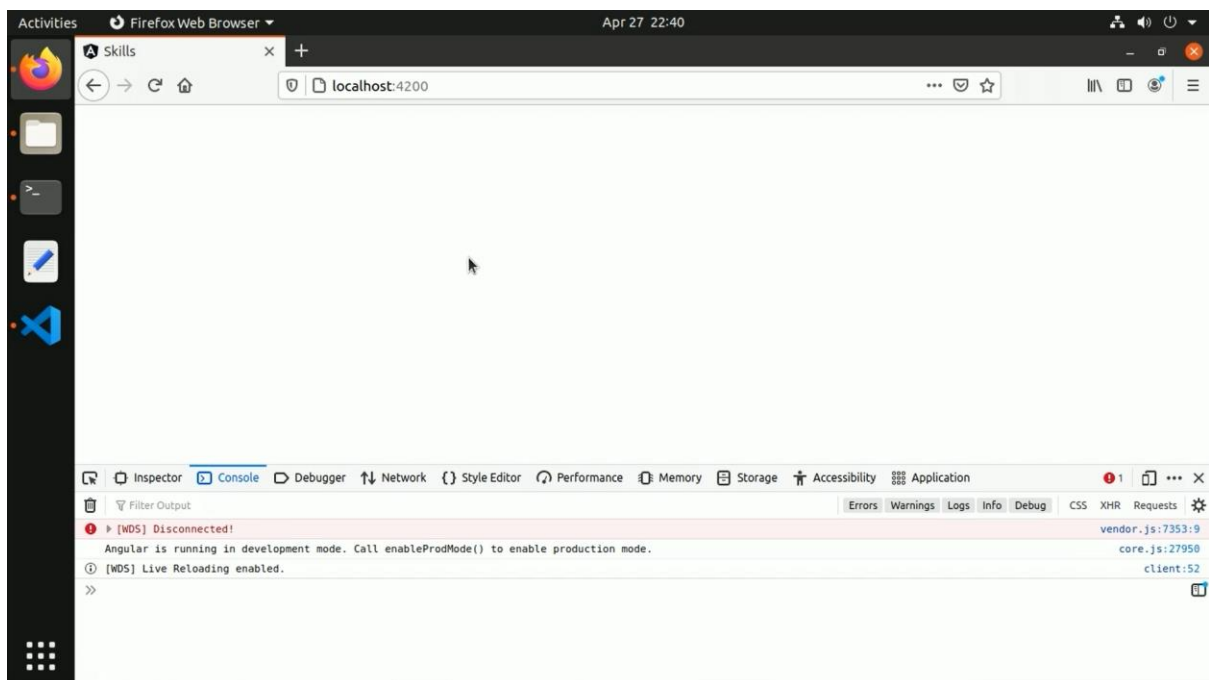 Activities Firefox Web Browser Apr 27 22:40
Skills
localhost:4200
Inspector Console Debugger Network {} Style Editor Performance Memory Storage Accessibility Application 1
Filter Output Errors Warnings Logs Info Debug CSS XHR Requests
[WDS] Disconnected! vendor.js:7353:9
Angular is running in development mode. Call enableProdMode() to enable production mode. core.js:27950
[WDS] Live Reloading enabled. client:52